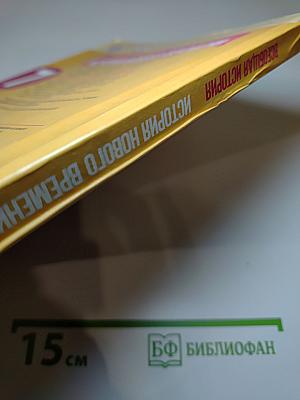 ВСЕОБЩАЯ ИСТОРИЯ
ИСТОРИЯ НОВОГО ВРЕМЕНИ
15 см
БФ БИБЛИОФАН